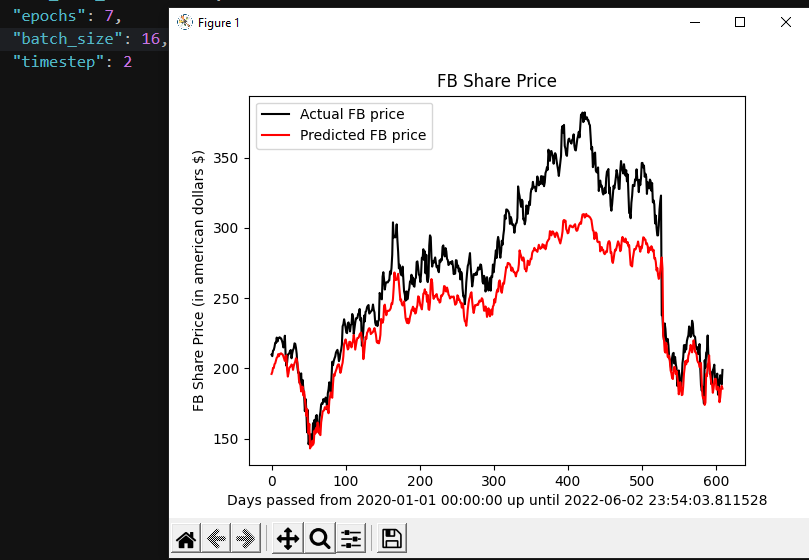 "epochs": 7,
"batch_size": 16,
"timestep": 2
Figure 1
FB Share Price
Actual FB price
Predicted FB price
FB Share Price (in american dollars $)
350
300
250
200
150
0 100 200 300 400 500 600
Days passed from 2020-01-01 00:00:00 up until 2022-06-02 23:54:03.811528